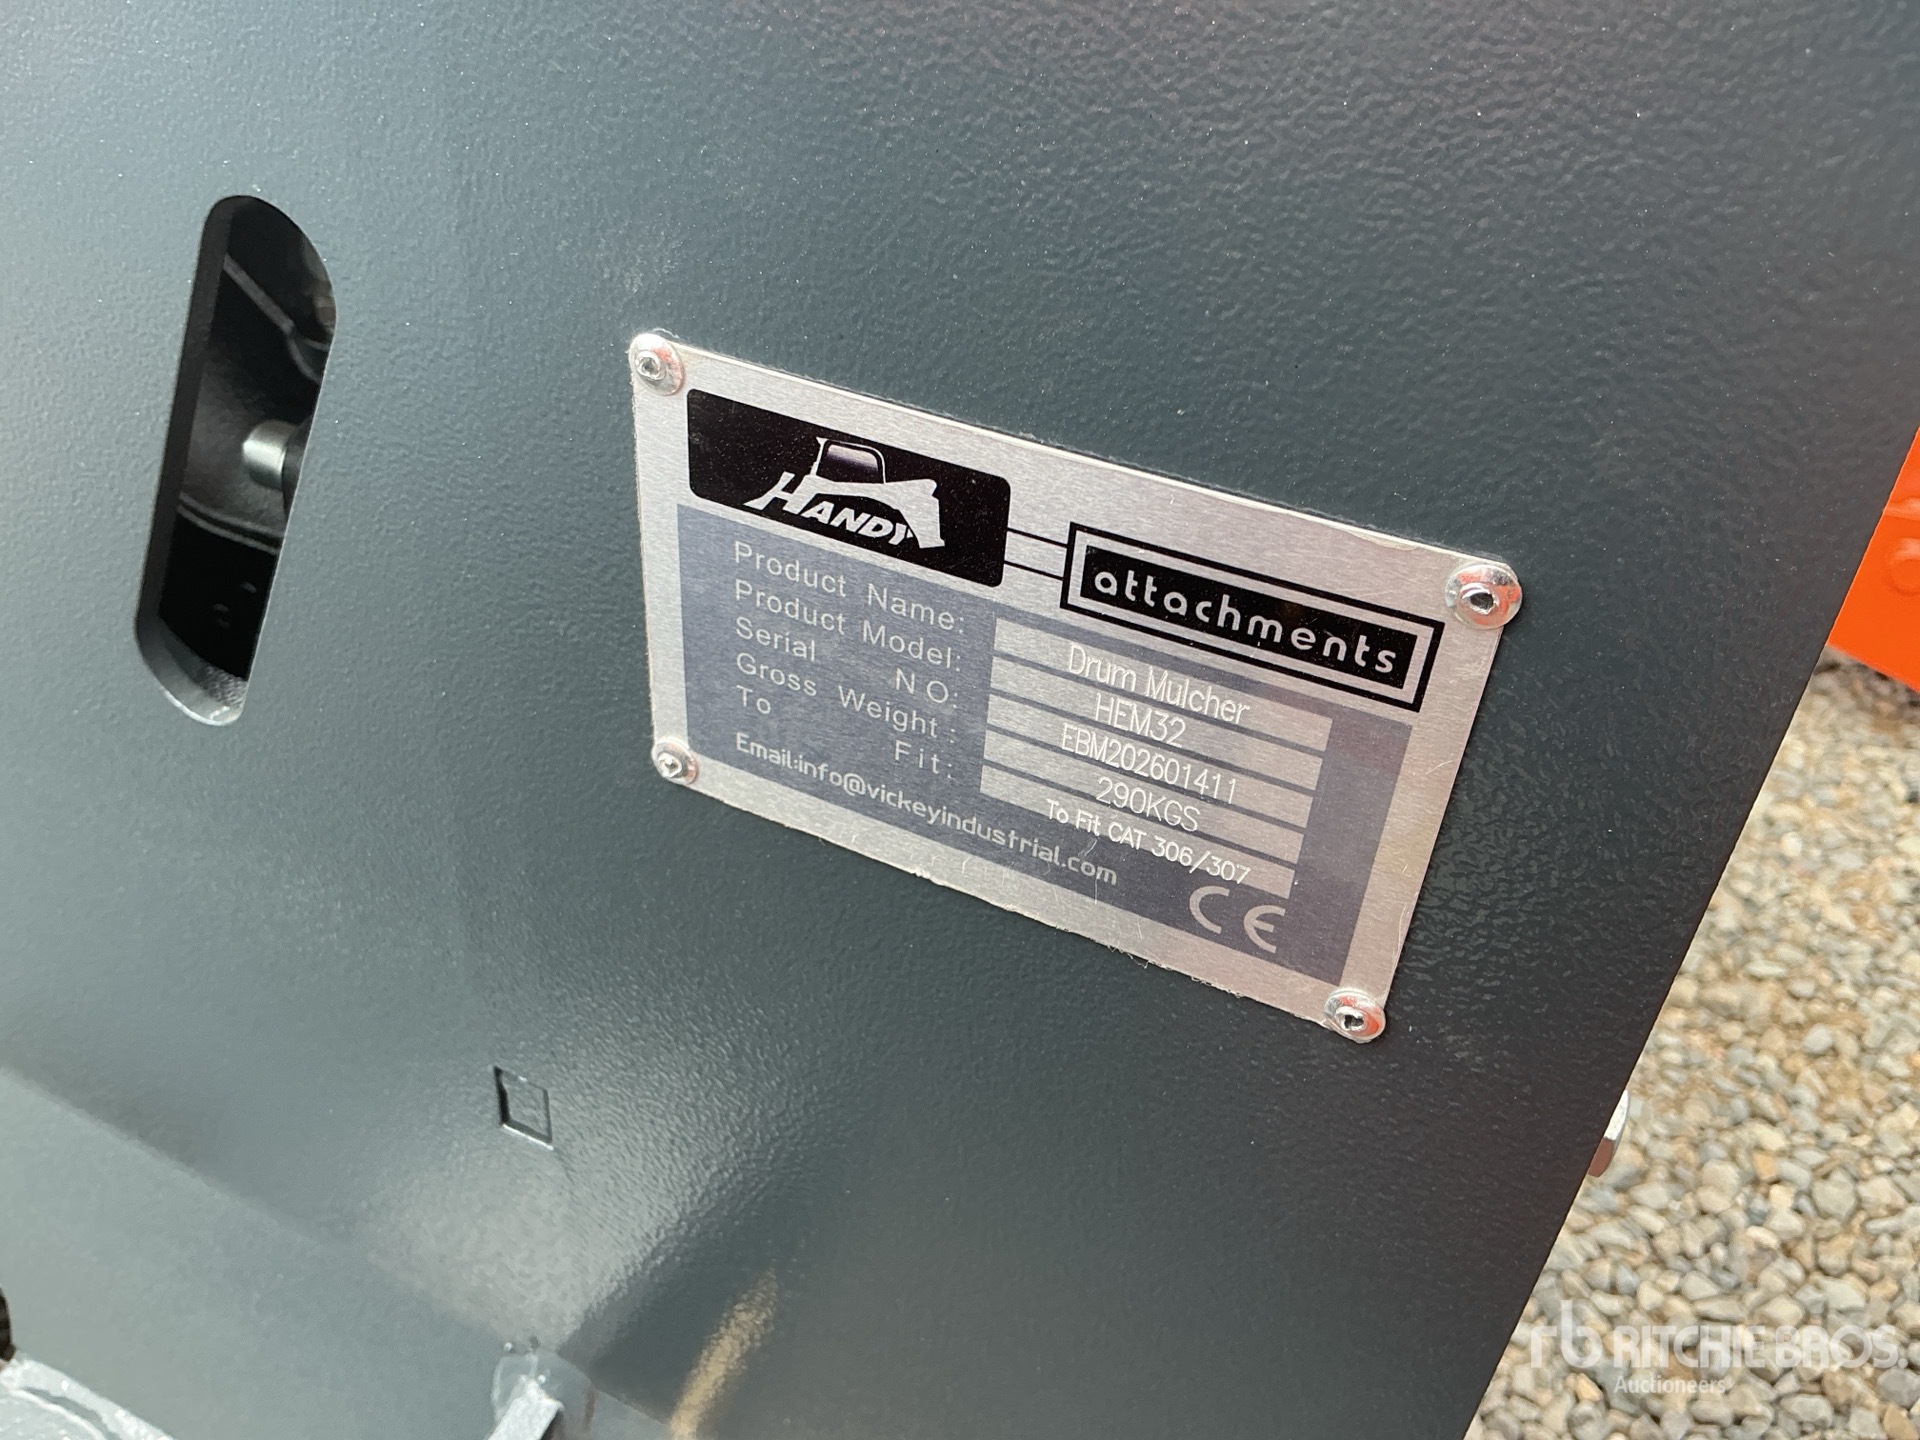 HANDY
attachments
Product Name: Drum Mulcher
Product Model: HEM32
Serial NO: EBM202601411
Gross Weight: 290KGS
To Fit: To Fit CAT 306/307
Email:info@vickeyindustrial.com
CE
rb RITCHIE BROS.
Auctioneers